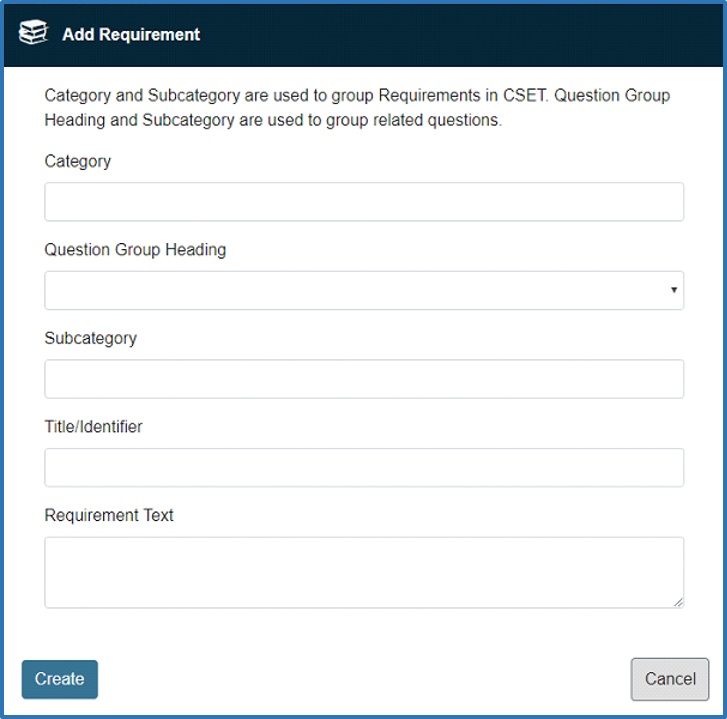 Add Requirement
Category and Subcategory are used to group Requirements in CSET. Question Group
Heading and Subcategory are used to group related questions.
Category
Question Group Heading
Subcategory
Title/Identifier
Requirement Text
Create
Cancel